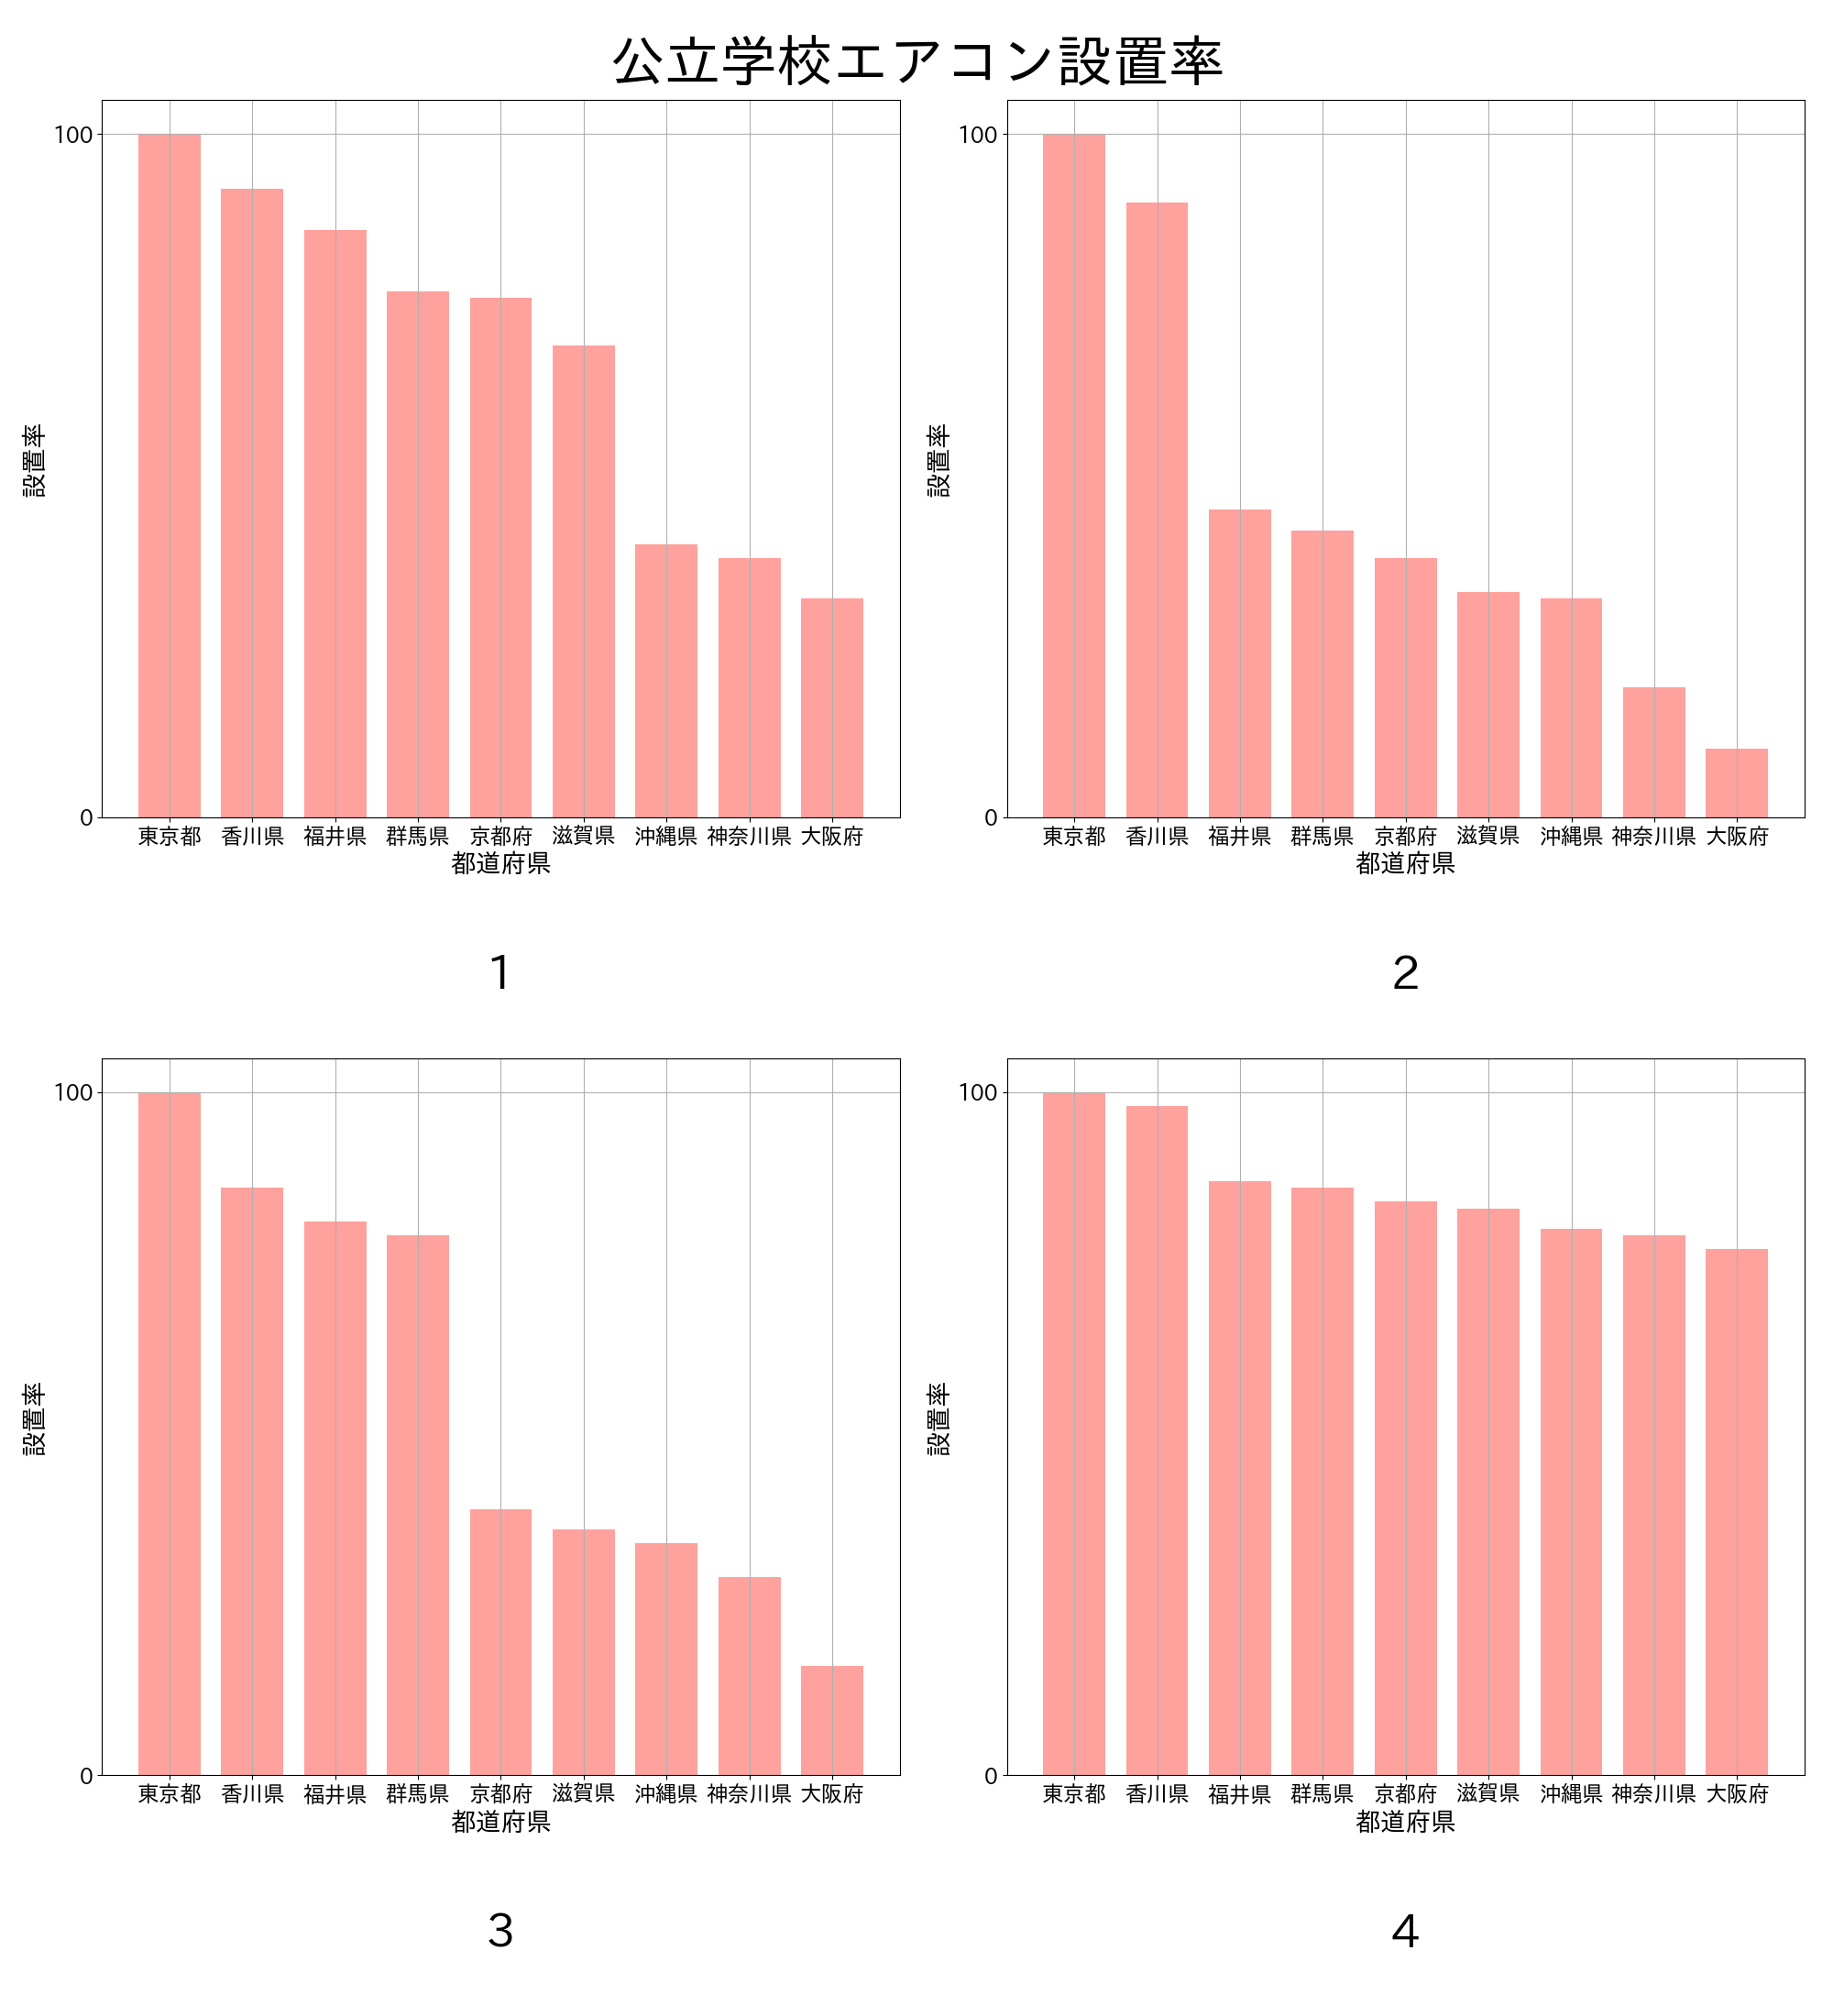 公立学校エアコン設置率
100
0
設置率
東京都 香川県 福井県 群馬県 京都府 滋賀県 沖縄県 神奈川県 大阪府
都道府県
1
100
0
設置率
東京都 香川県 福井県 群馬県 京都府 滋賀県 沖縄県 神奈川県 大阪府
都道府県
2
100
0
設置率
東京都 香川県 福井県 群馬県 京都府 滋賀県 沖縄県 神奈川県 大阪府
都道府県
3
100
0
設置率
東京都 香川県 福井県 群馬県 京都府 滋賀県 沖縄県 神奈川県 大阪府
都道府県
4